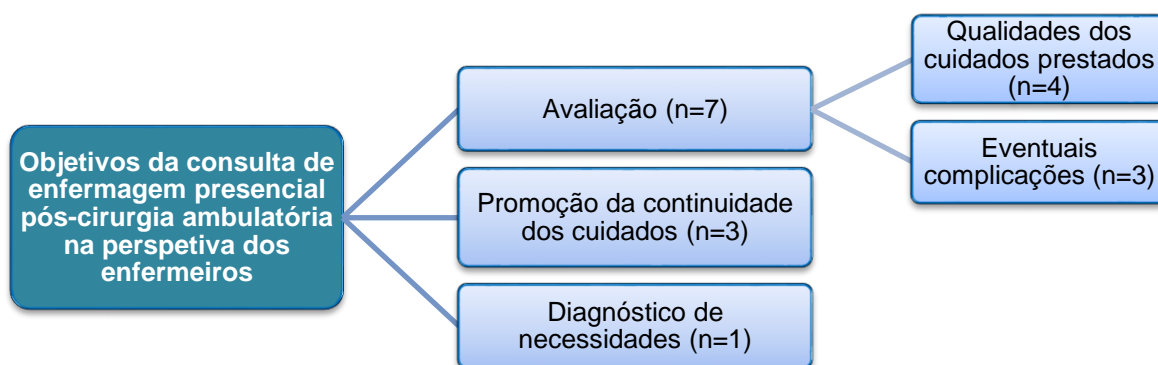 Objetivos da consulta de
enfermagem presencial
pós-cirurgia ambulatória
na perspetiva dos
enfermeiros
Avaliação (n=7)
Qualidades dos
cuidados prestados
(n=4)
Eventuais
complicações (n=3)
Promoção da continuidade
dos cuidados (n=3)
Diagnóstico de
necessidades (n=1)